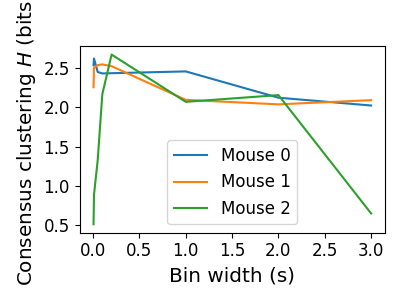 Consensus clustering H (bits
2.5
2.0
1.5
1.0
0.5
Mouse 0
Mouse 1
Mouse 2
0.0 0.5 1.0 1.5 2.0 2.5 3.0
Bin width (s)